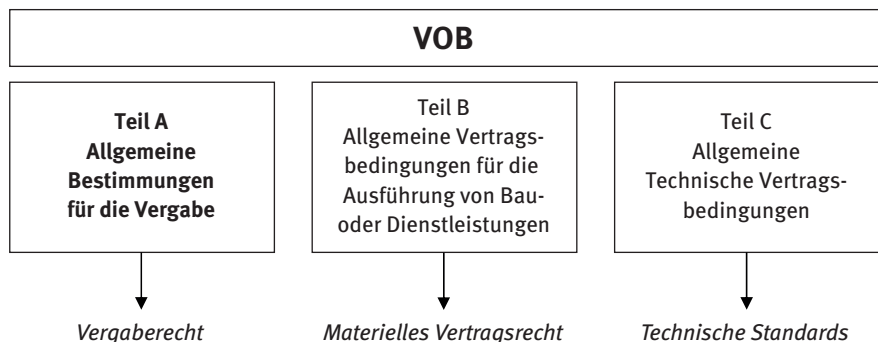 VOB
Teil A
Allgemeine
Bestimmungen
für die Vergabe
Teil B
Allgemeine Vertrags-
bedingungen für die
Ausführung von Bau-
oder Dienstleistungen
Teil C
Allgemeine
Technische Vertrags-
bedingungen
Vergaberecht
Materielles Vertragsrecht
Technische Standards